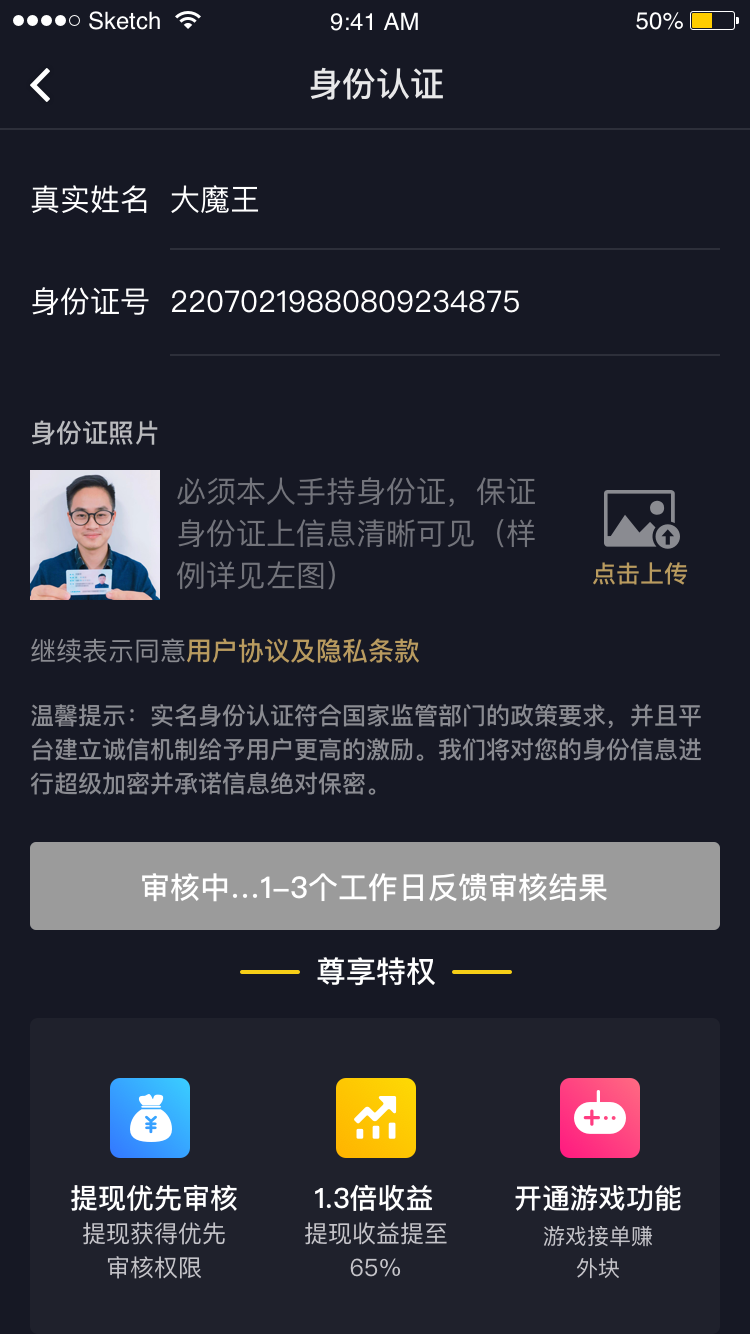 Sketch 9:41 AM 50%
身份认证
真实姓名 大魔王
身份证号 22070219880809234875
身份证照片
必须本人手持身份证，保证
身份证上信息清晰可见（样
例详见左图）
点击上传
继续表示同意用户协议及隐私条款
温馨提示：实名身份认证符合国家监管部门的政策要求，并且平
台建立诚信机制给予用户更高的激励。我们将对您的身份信息进
行超级加密并承诺信息绝对保密。
审核中...1-3个工作日反馈审核结果
尊享特权
¥
提现优先审核
提现获得优先
审核权限
1.3倍收益
提现收益提至
65%
开通游戏功能
游戏接单赚
外块